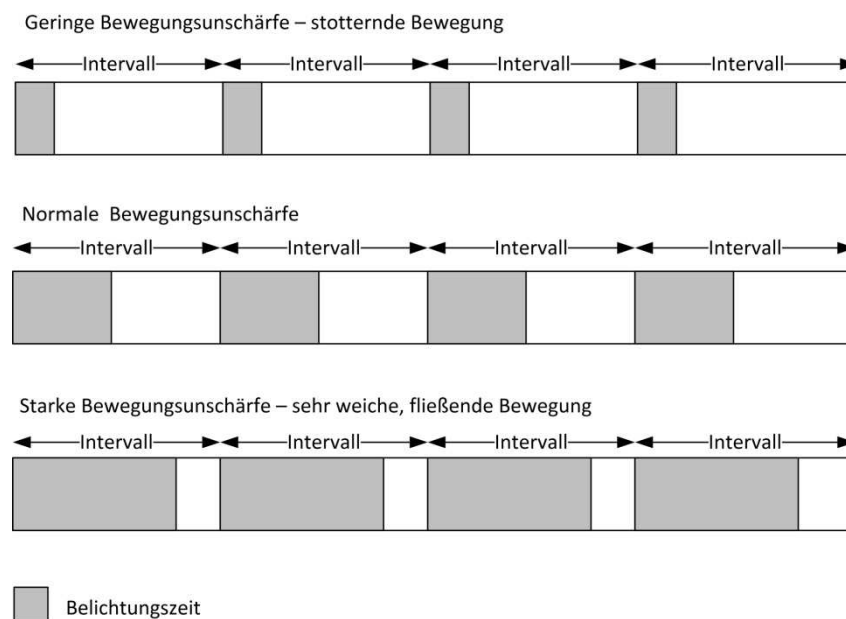 Geringe Bewegungsunschärfe – stotternde Bewegung
Intervall Intervall Intervall Intervall
Normale Bewegungsunschärfe
Intervall Intervall Intervall Intervall
Starke Bewegungsunschärfe – sehr weiche, fließende Bewegung
Intervall Intervall Intervall Intervall
Belichtungszeit